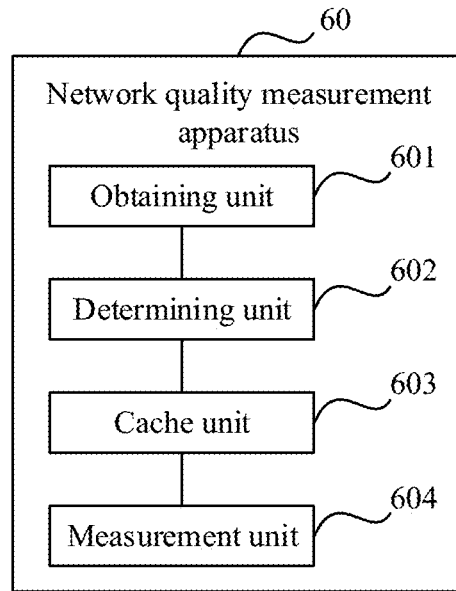 60
Network quality measurement
apparatus
601
Obtaining unit
602
Determining unit
603
Cache unit
604
Measurement unit